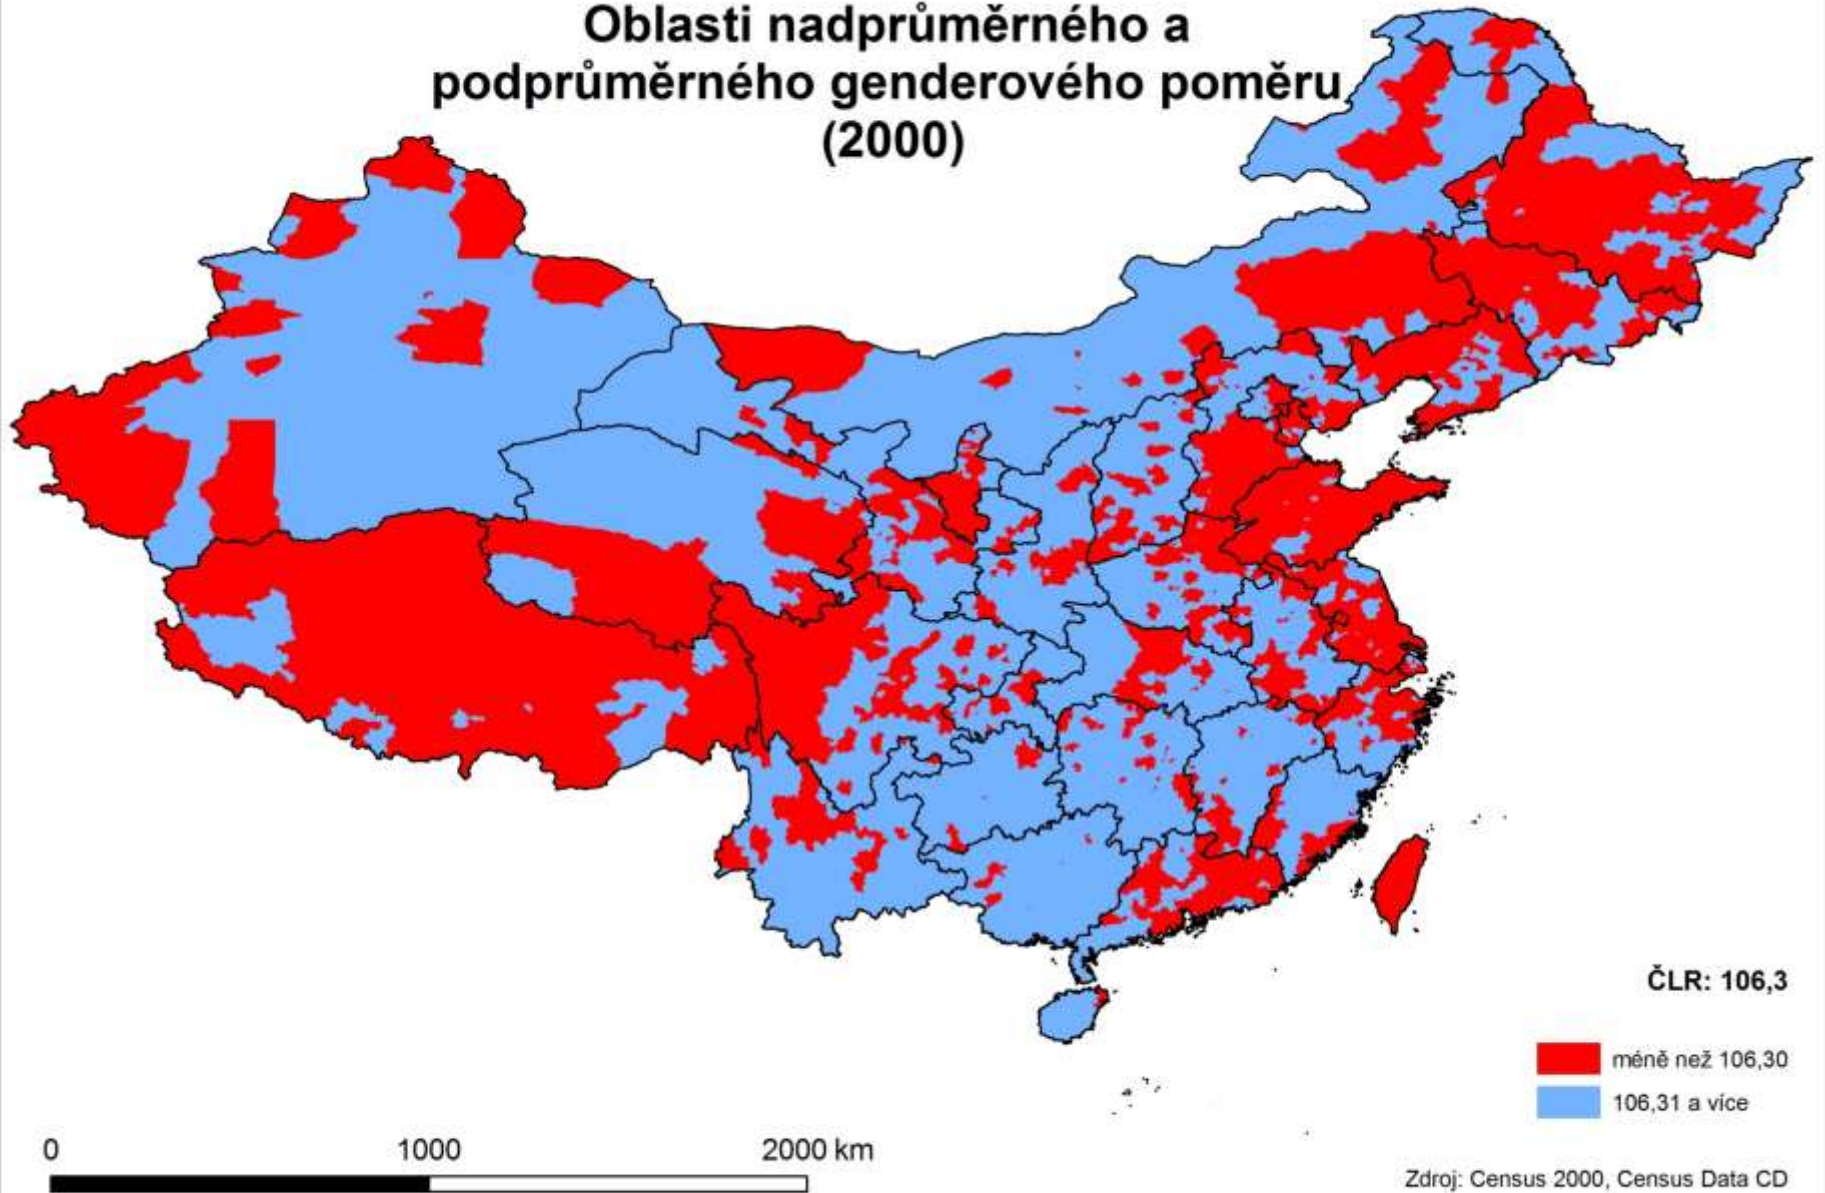 Oblasti nadprůměrného a
podprůměrného genderového poměru
(2000)
ČLR: 106,3
méně než 106,30
106,31 a více
0 1000 2000 km
Zdroj: Census 2000, Census Data CD